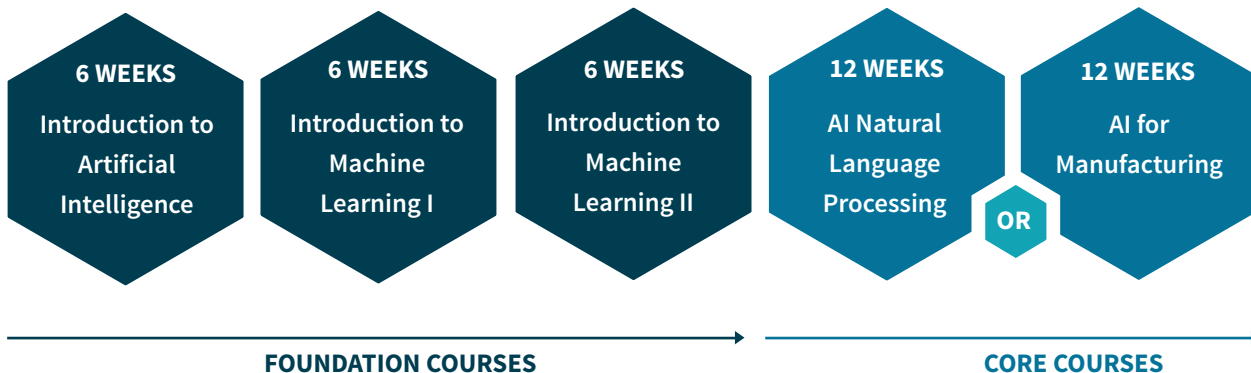 6 WEEKS
Introduction to
Artificial
Intelligence
6 WEEKS
Introduction to
Machine
Learning I
6 WEEKS
Introduction to
Machine
Learning II
12 WEEKS
AI Natural
Language
Processing
OR
12 WEEKS
AI for
Manufacturing
FOUNDATION COURSES
CORE COURSES